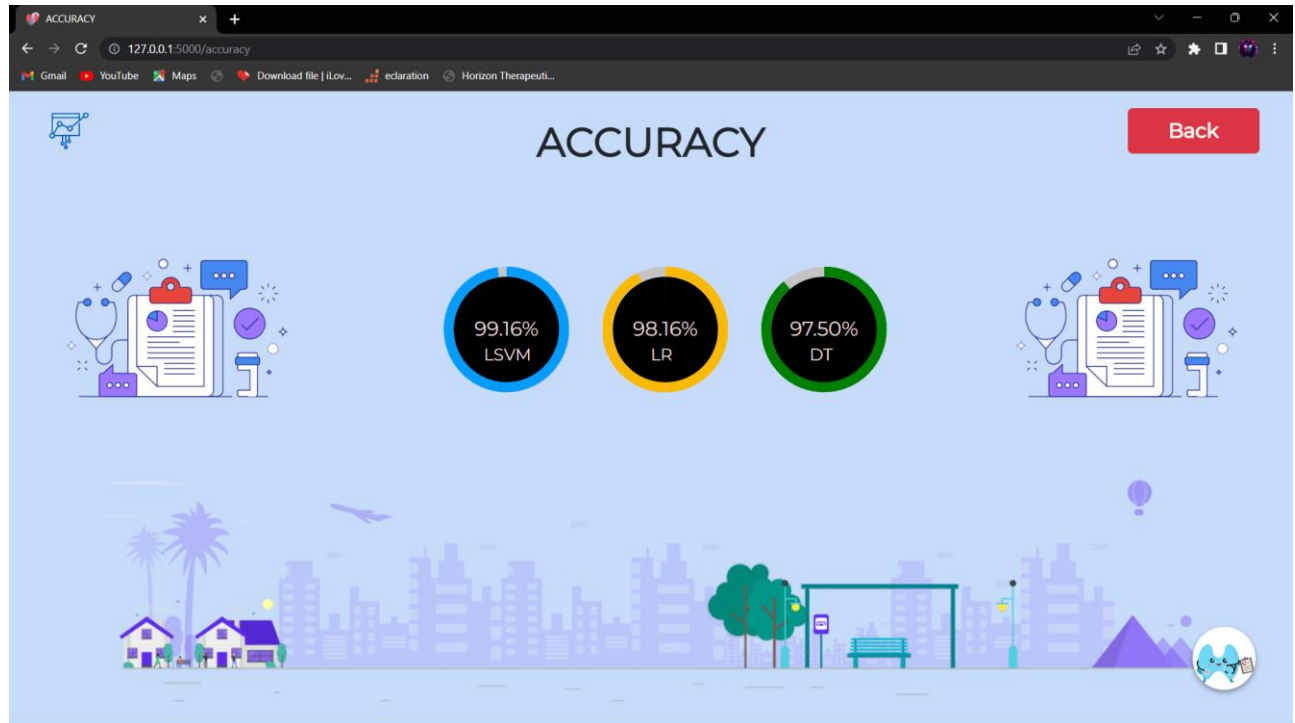 ACCURACY
127.0.0.1:5000/accuracy
Gmail YouTube Maps Download file | iLov... eclaration Horizon Therapeuti...
ACCURACY
Back
99.16%
LSVM
98.16%
LR
97.50%
DT